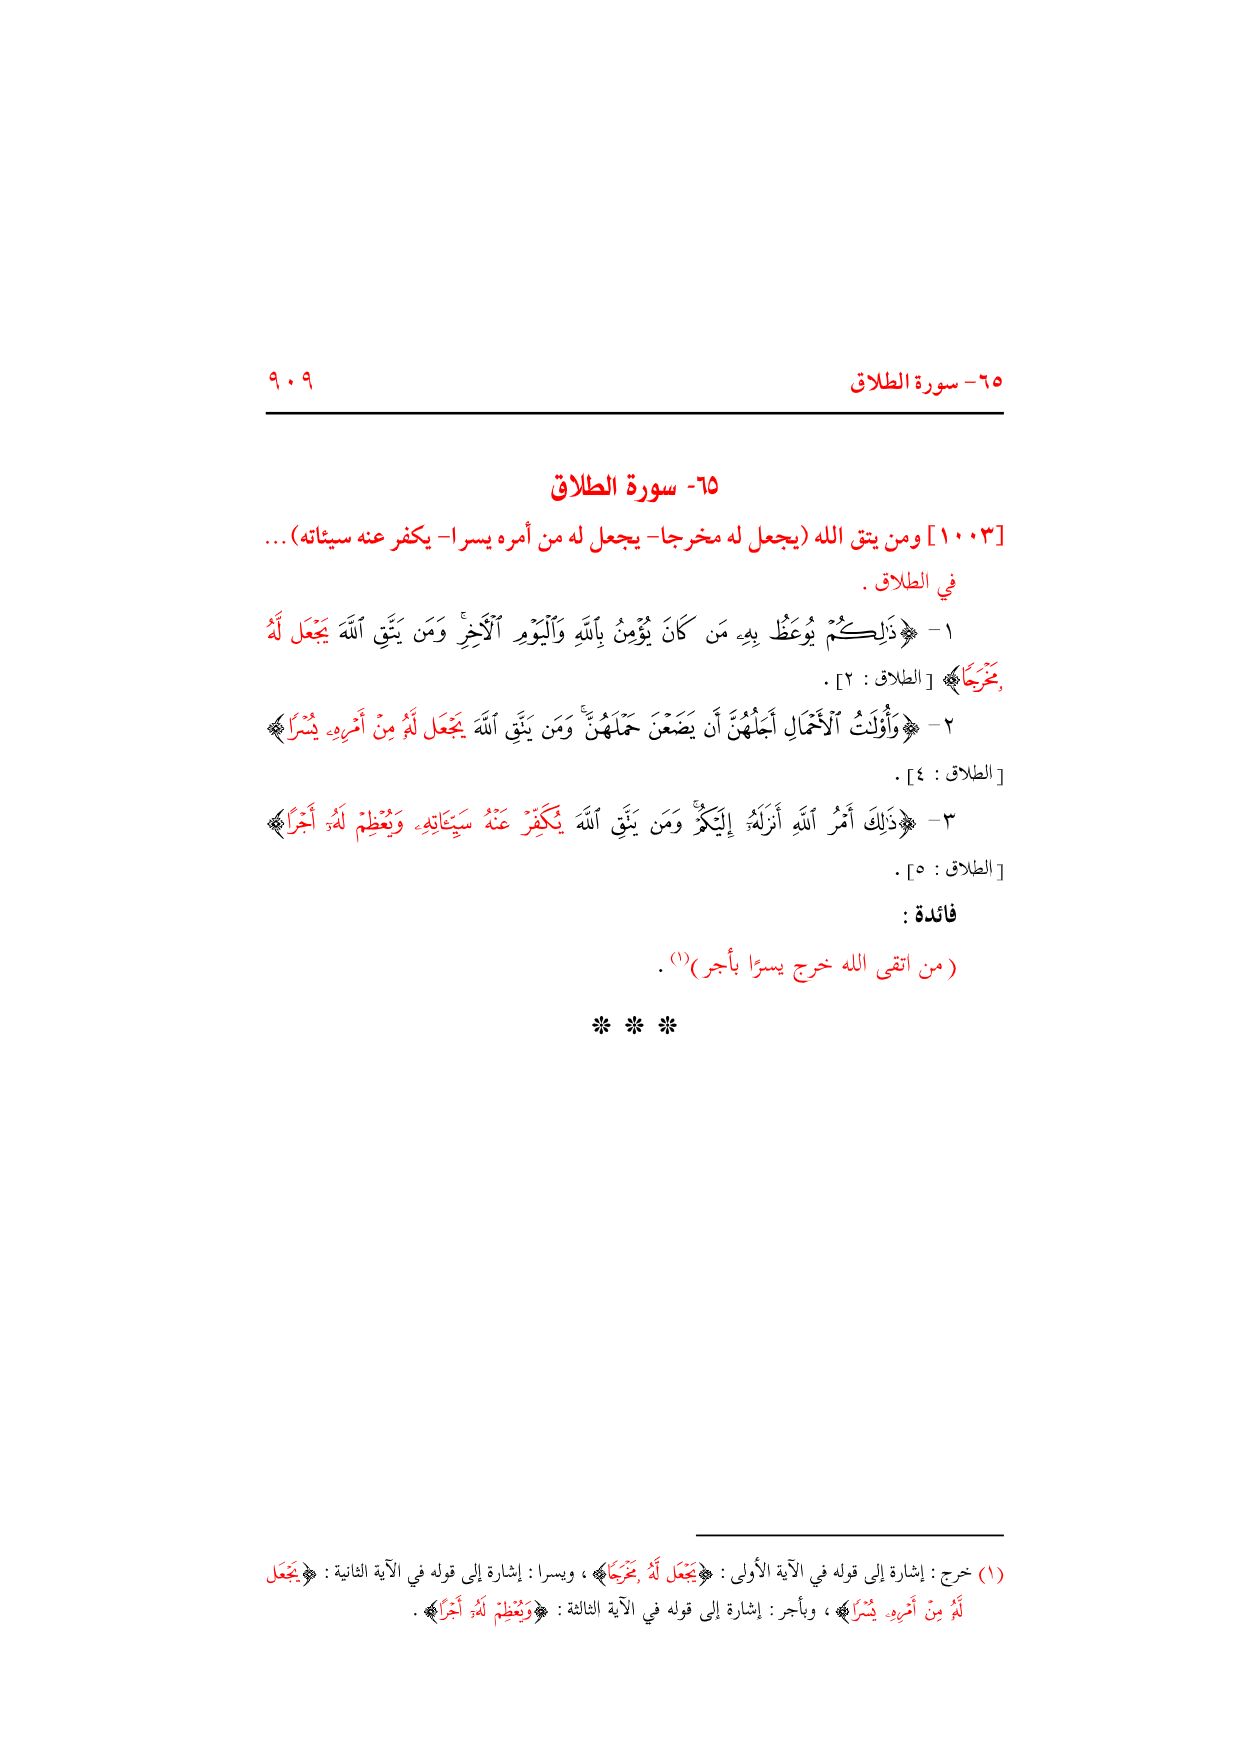 ٦٥- سورة الطلاق ٩٠٩
٦٥- سورة الطلاق
[١٠٠٣] ومن يتق الله (يجعل له مخرجا- يجعل له من أمره يسرا- يكفر عنه سيئاته)...
في الطلاق .
١- ﴿ذَٰلِكُمۡ يُوعَظُ بِهِۦ مَن كَانَ يُؤۡمِنُ بِٱللَّهِ وَٱلۡيَوۡمِ ٱلۡأٓخِرِۚ وَمَن يَتَّقِ ٱللَّهَ يَجۡعَل لَّهُۥ
مَخۡرَجٗا﴾ [الطلاق : ٢] .
٢- ﴿وَأُوْلَٰتُ ٱلۡأَحۡمَالِ أَجَلُهُنَّ أَن يَضَعۡنَ حَمۡلَهُنَّۚ وَمَن يَتَّقِ ٱللَّهَ يَجۡعَل لَّهُۥ مِنۡ أَمۡرِهِۦ يُسۡرٗا﴾
[الطلاق : ٤] .
٣- ﴿ذَٰلِكَ أَمۡرُ ٱللَّهِ أَنزَلَهُۥٓ إِلَيۡكُمۡۚ وَمَن يَتَّقِ ٱللَّهَ يُكَفِّرۡ عَنۡهُ سَيِّـَٔاتِهِۦ وَيُعۡظِمۡ لَهُۥٓ أَجۡرًا﴾
[الطلاق : ٥] .
فائدة :
( من اتقى الله خرج يسرًا بأجر )(١) .
❊ ❊ ❊
(١) خرج : إشارة إلى قوله في الآية الأولى : ﴿يَجۡعَل لَّهُۥ مَخۡرَجٗا﴾ ، ويسرا : إشارة إلى قوله في الآية الثانية : ﴿يَجۡعَل
لَّهُۥ مِنۡ أَمۡرِهِۦ يُسۡرٗا﴾ ، وبأجر : إشارة إلى قوله في الآية الثالثة : ﴿وَيُعۡظِمۡ لَهُۥٓ أَجۡرًا﴾ .